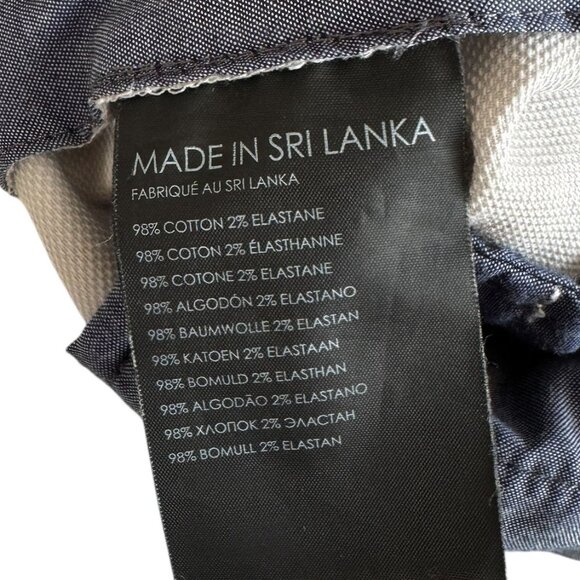 MADE IN SRI LANKA
FABRIQUÉ AU SRI LANKA
98% COTTON 2% ELASTANE
98% COTON 2% ÉLASTHANNE
98% COTONE 2% ELASTANE
98% ALGODÓN 2% ELASTANO
98% BAUMWOLLE 2% ELASTAN
98% KATOEN 2% ELASTAAN
98% BOMULD 2% ELASTHAN
98% ALGODÃO 2% ELASTANO
98% ХЛОПОК 2% ЭЛАСТАН
98% BOMULL 2% ELASTAN